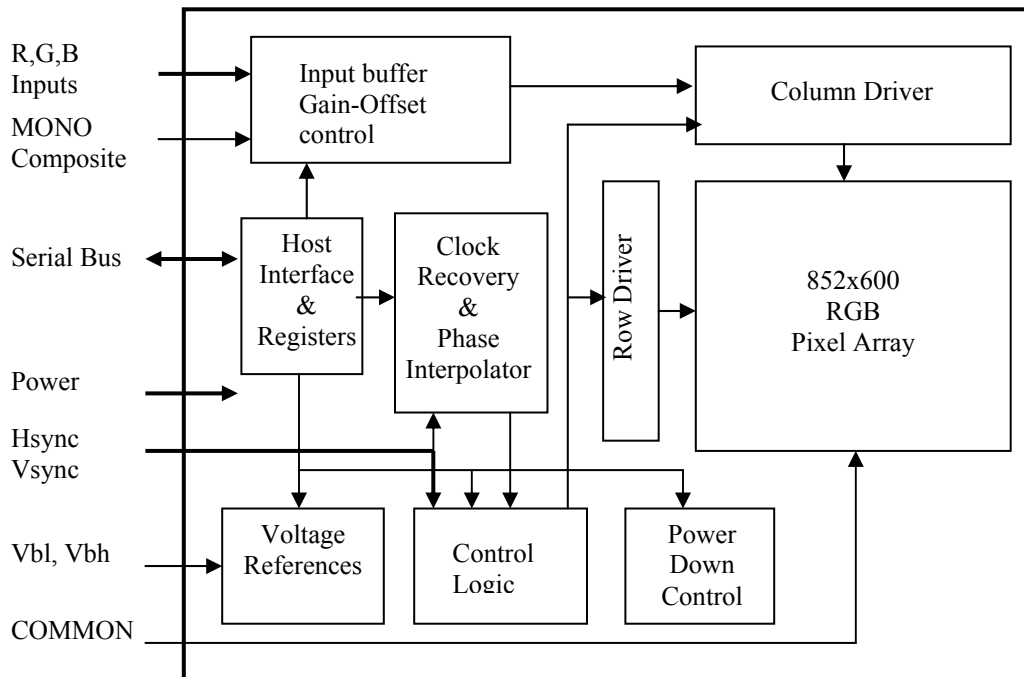 R,G,B
Inputs
MONO
Composite
Serial Bus
Power
Hsync
Vsync
Vbl, Vbh
COMMON
Input buffer
Gain-Offset
control
Column Driver
Host
Interface
&
Registers
Clock
Recovery
&
Phase
Interpolator
Row Driver
852x600
RGB
Pixel Array
Voltage
References
Control
Logic
Power
Down
Control